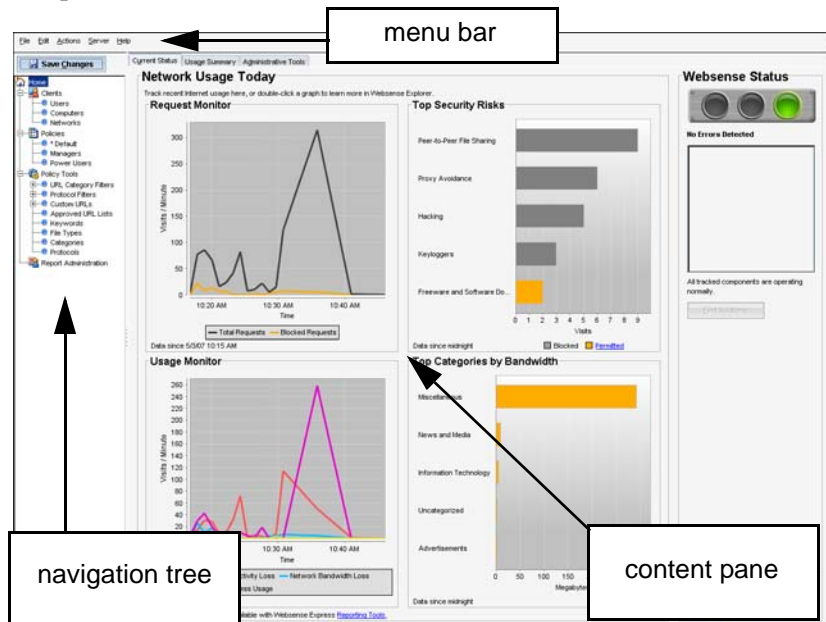 menu bar
File Edit Actions Server Help
Save Changes
Current Status Usage Summary Administrative Tools
Home
Clients
Users
Computers
Networks
Policies
* Default
Managers
Power Users
Policy Tools
URL Category Filters
Protocol Filters
Custom URLs
Approved URL Lists
Keywords
File Types
Categories
Protocols
Report Administration
Network Usage Today
Track recent Internet usage here, or double-click a graph to learn more in Websense Explorer.
Request Monitor
Visits / Minute
300
250
200
150
100
50
0
10:20 AM 10:30 AM 10:40 AM
Time
Total Requests Blocked Requests
Data since 5/3/07 10:15 AM
Top Security Risks
Peer-to-Peer File Sharing
Proxy Avoidance
Hacking
Keyloggers
Freeware and Software Do...
0 1 2 3 4 5 6 7 8 9
Visits
Data since midnight
Blocked Permitted
Usage Monitor
Visits / Minute
260
240
220
200
180
160
140
120
100
80
60
40
20
10:30 AM 10:40 AM
Time
Loss Network Bandwidth Loss
Usage
with Websense Express Reporting Tools.
Top Categories by Bandwidth
Miscellaneous
News and Media
Information Technology
Uncategorized
Advertisements
0 50 100 150
Data since midnight
Websense Status
No Errors Detected
All tracked components are operating
normally.
navigation tree
content pane